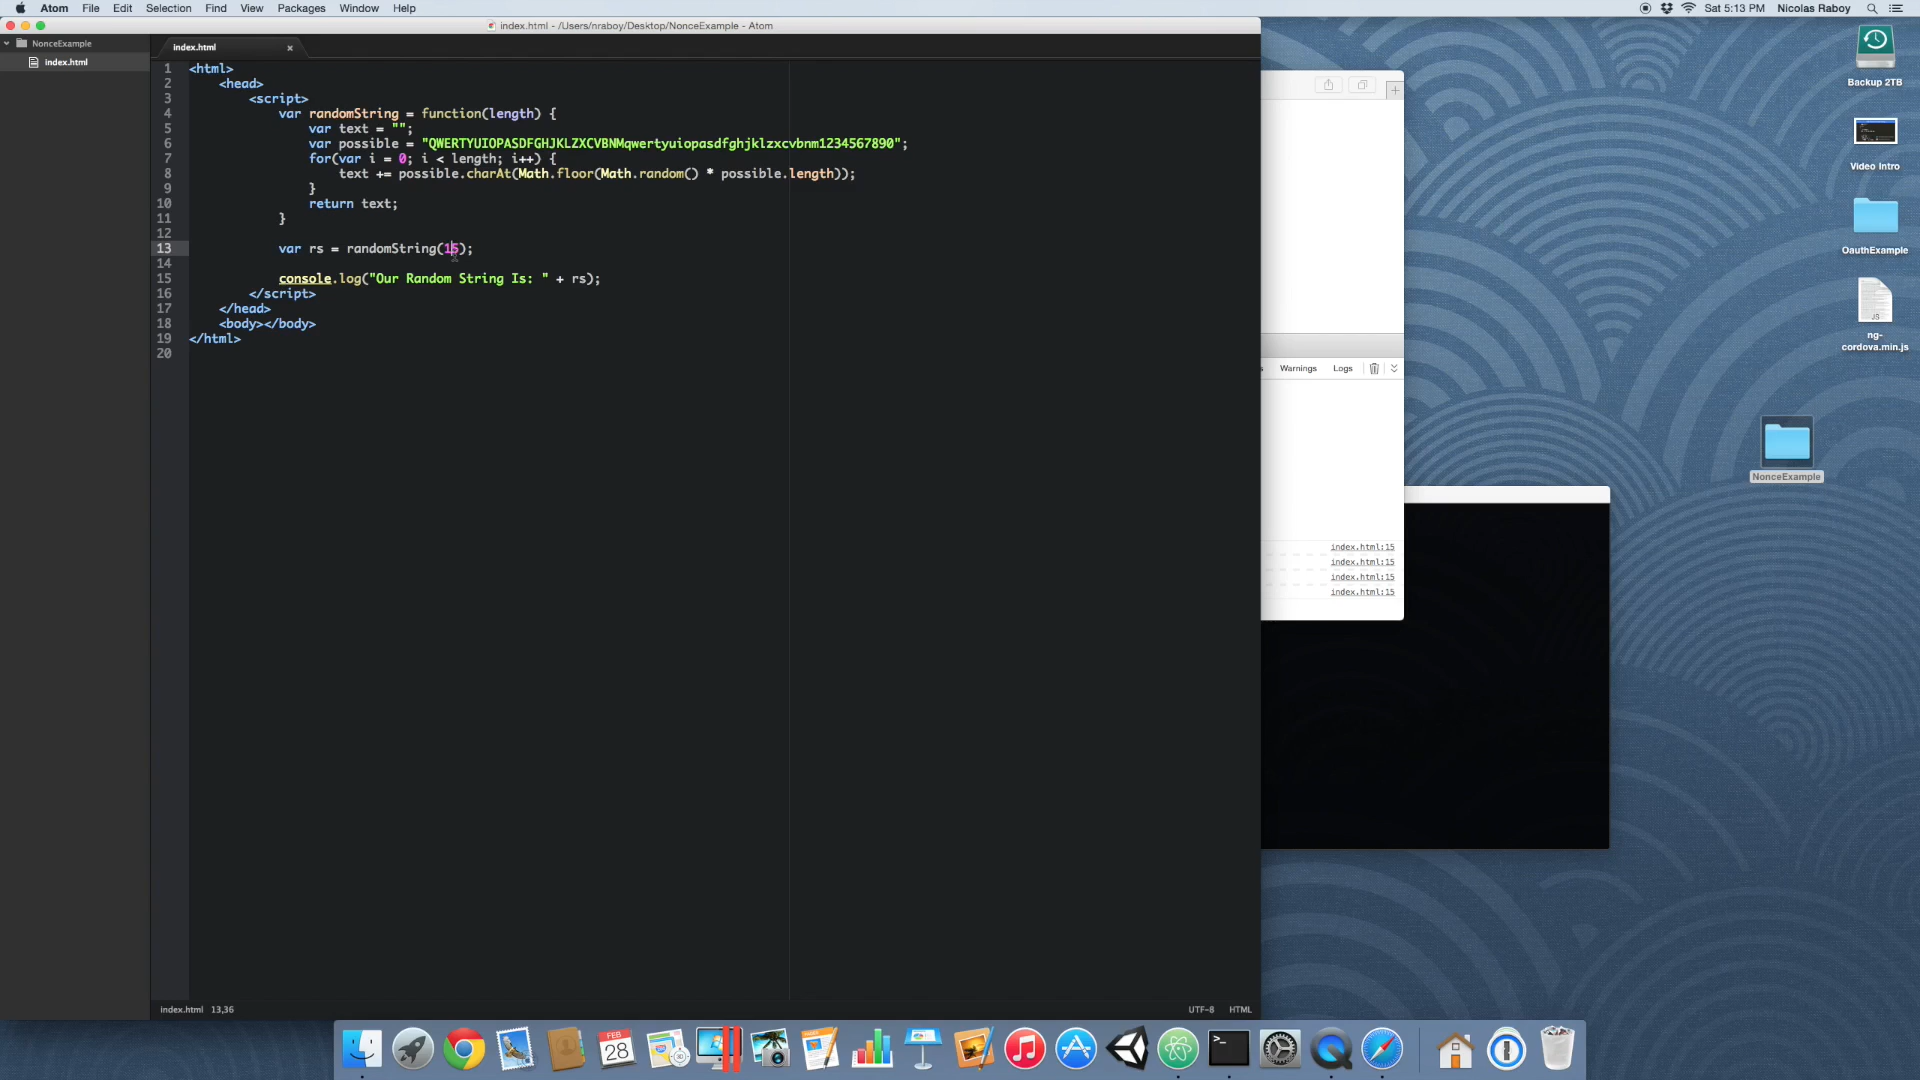 Atom File Edit Selection Find View Packages Window Help
Sat 5:13 PM Nicolas Raboy
index.html - /Users/nraboy/Desktop/NonceExample - Atom
NonceExample
index.html
index.html
1 <html>
2 <head>
3 <script>
4 var randomString = function(length) {
5 var text = "";
6 var possible = "QWERTYUIOPASDFGHJKLZXCVBNMqwertyuiopasdfghjklzxcvbnm1234567890";
7 for(var i = 0; i < length; i++) {
8 text += possible.charAt(Math.floor(Math.random() * possible.length));
9 }
10 return text;
11 }
12
13 var rs = randomString(15);
14
15 console.log("Our Random String Is: " + rs);
16 </script>
17 </head>
18 <body></body>
19 </html>
20
s Warnings Logs
index.html:15
index.html:15
index.html:15
index.html:15
Backup 2TB
Video Intro
OauthExample
JS
ng-
cordova.min.js
NonceExample
index.html 13,36
UTF-8 HTML
FEB
28
30
>_